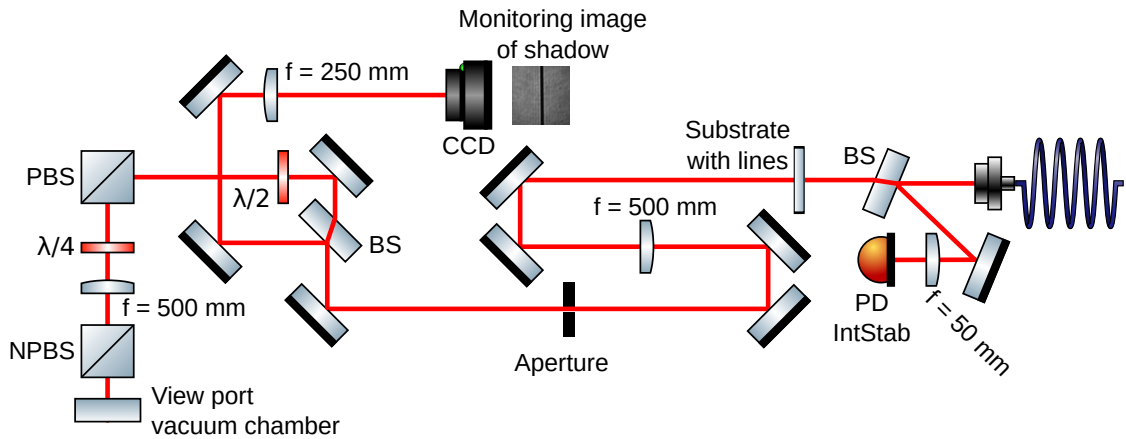 Monitoring image
of shadow
f = 250 mm
CCD
Substrate
with lines
BS
PBS
λ/2
f = 500 mm
λ/4
BS
f = 500 mm
PD
IntStab
f = 50 mm
NPBS
Aperture
View port
vacuum chamber